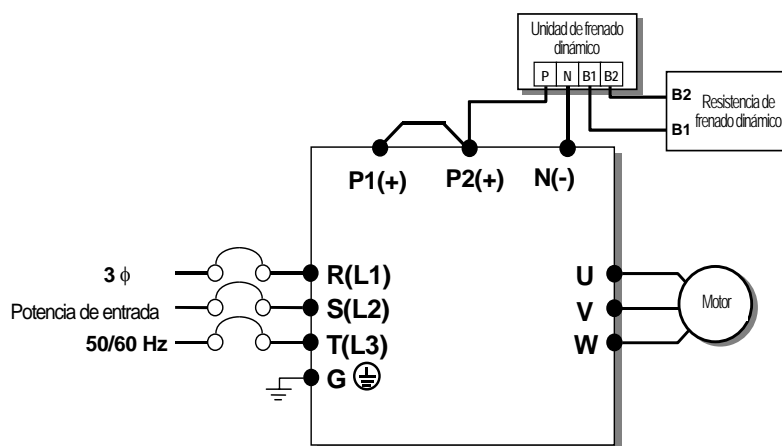 Unidad de frenado
dinámico
P N B1 B2
B2
B1
Resistencia de
frenado dinámico
P1(+) P2(+) N(-)
3 ϕ
Potencia de entrada
50/60 Hz
R(L1)
S(L2)
T(L3)
G
U
V
W
Motor